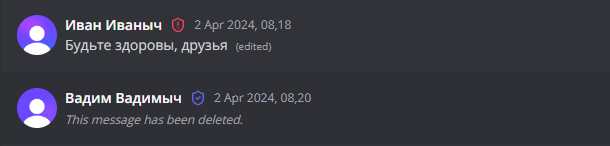 Иван Иваныч 2 Apr 2024, 08,18
Будьте здоровы, друзья (edited)
Вадим Вадимыч 2 Apr 2024, 08,20
This message has been deleted.